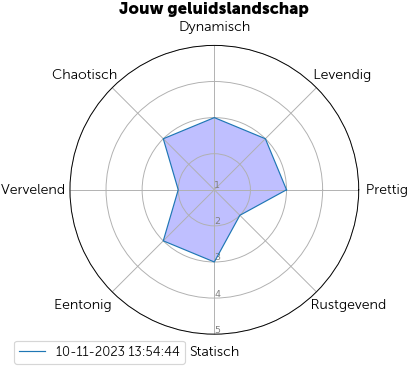 Jouw geluidslandschap
Dynamisch
Chaotisch
Levendig
Vervelend
Prettig
1
2
3
4
5
Eentonig
Rustgevend
10-11-2023 13:54:44
Statisch